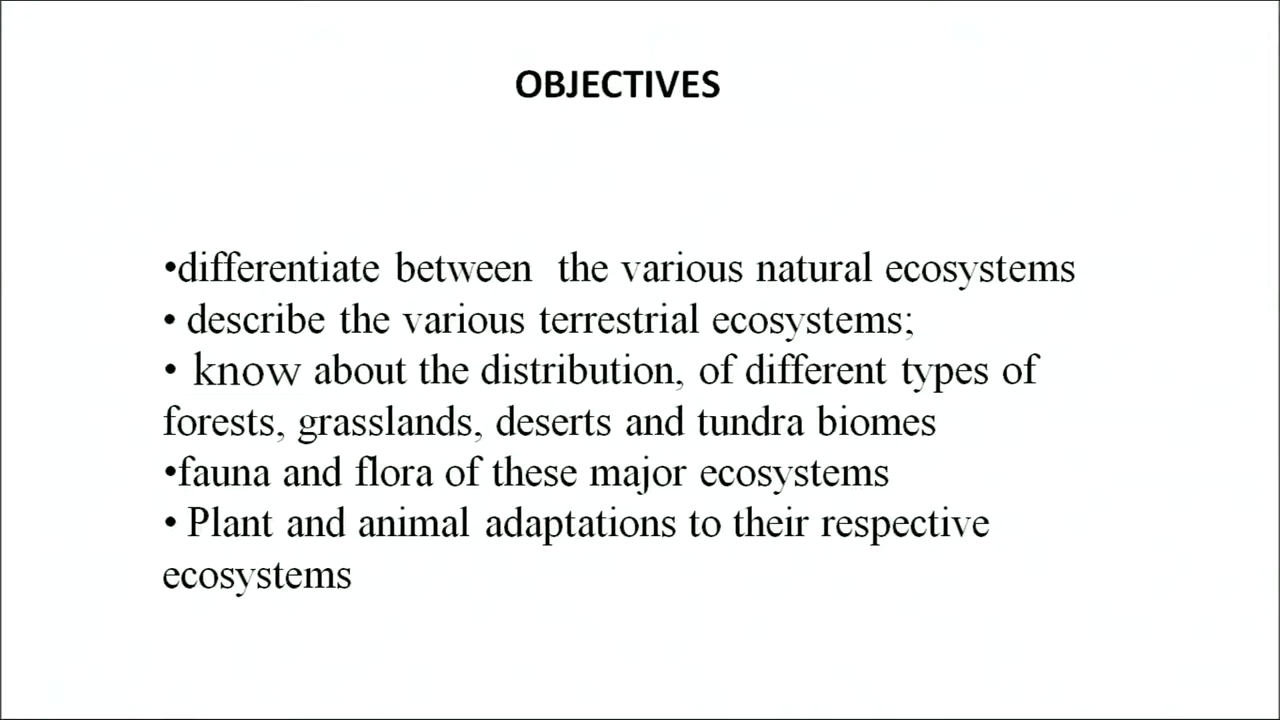 OBJECTIVES
•differentiate between  the various natural ecosystems
• describe the various terrestrial ecosystems;
• know about the distribution, of different types of
forests, grasslands, deserts and tundra biomes
•fauna and flora of these major ecosystems
• Plant and animal adaptations to their respective
ecosystems